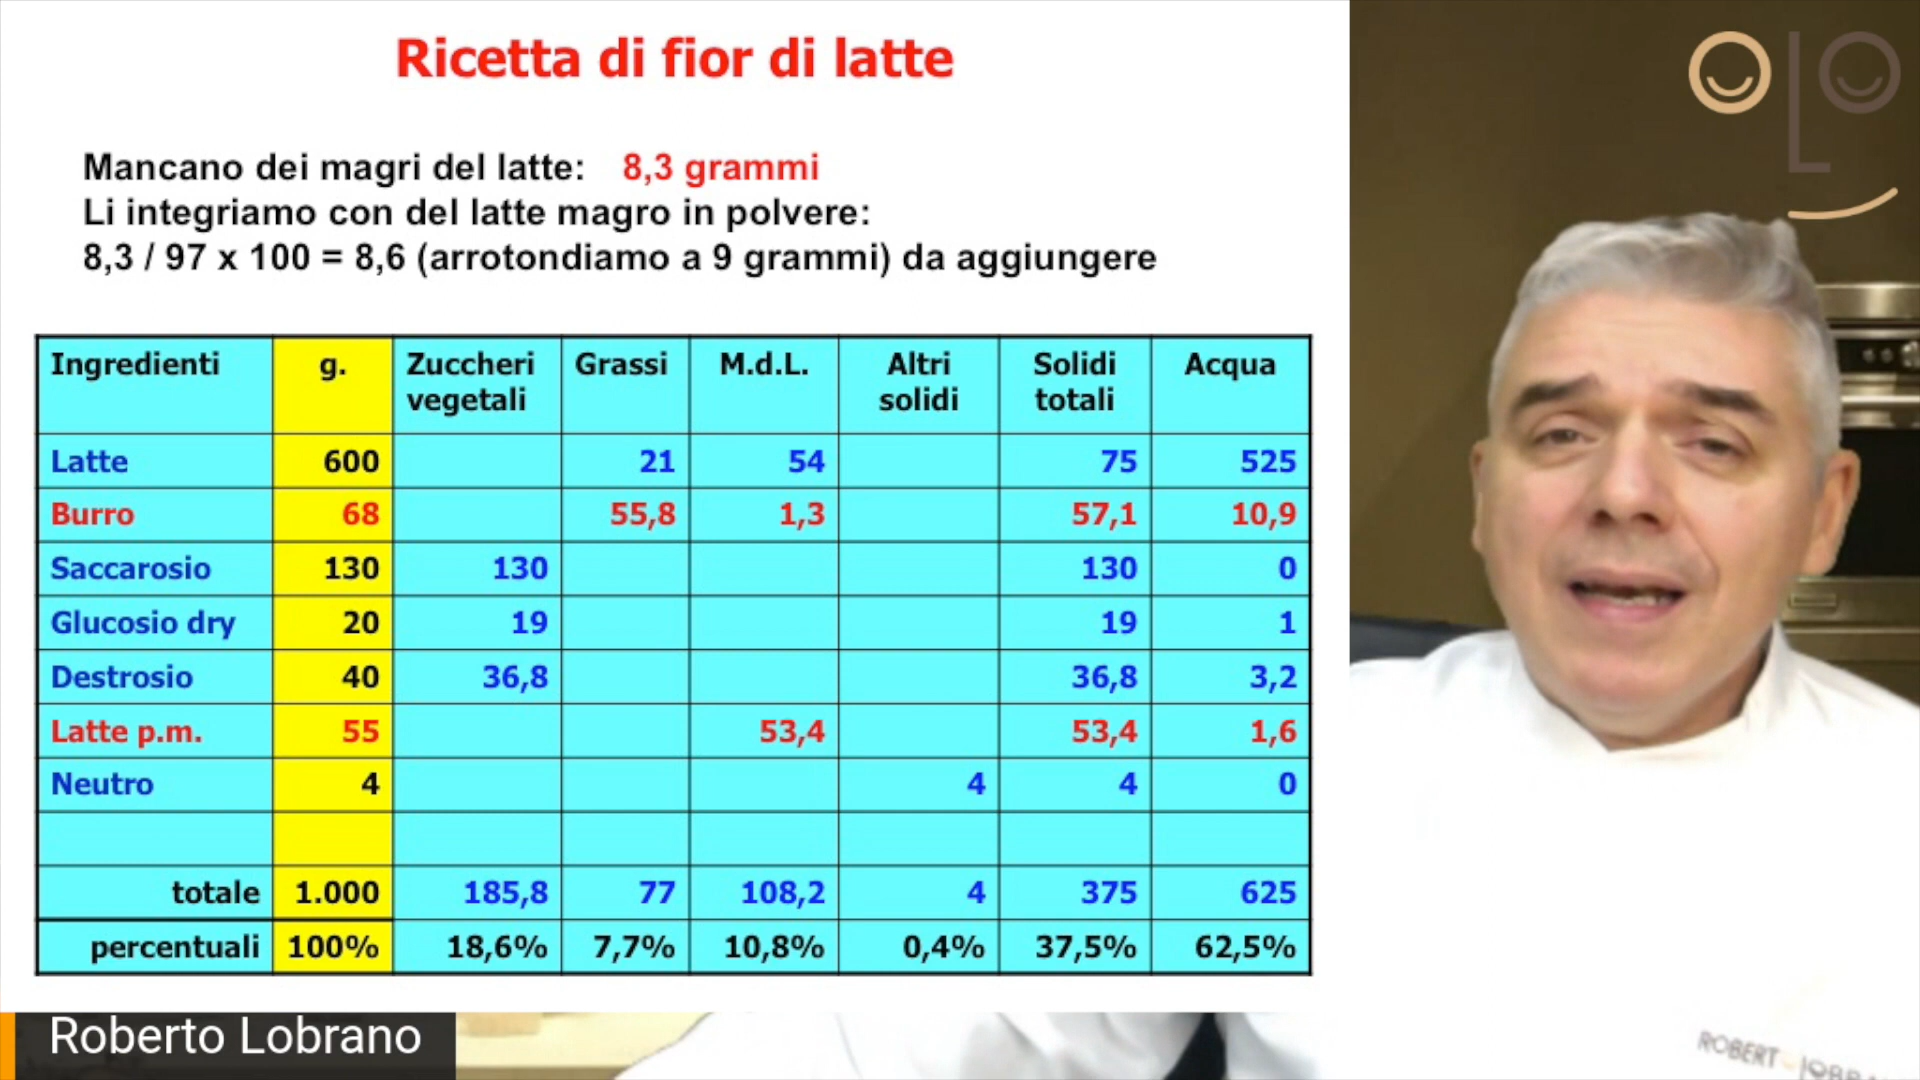 Ricetta di fior di latte
Mancano dei magri del latte: 8,3 grammi
Li integriamo con del latte magro in polvere:
8,3 / 97 x 100 = 8,6 (arrotondiamo a 9 grammi) da aggiungere
Ingredienti g. Zuccheri vegetali Grassi M.d.L. Altri solidi Solidi totali Acqua
Latte 600 21 54 75 525
Burro 68 55,8 1,3 57,1 10,9
Saccarosio 130 130 130 0
Glucosio dry 20 19 19 1
Destrosio 40 36,8 36,8 3,2
Latte p.m. 55 53,4 53,4 1,6
Neutro 4 4 4 0
totale 1.000 185,8 77 108,2 4 375 625
percentuali 100% 18,6% 7,7% 10,8% 0,4% 37,5% 62,5%
Roberto Lobrano